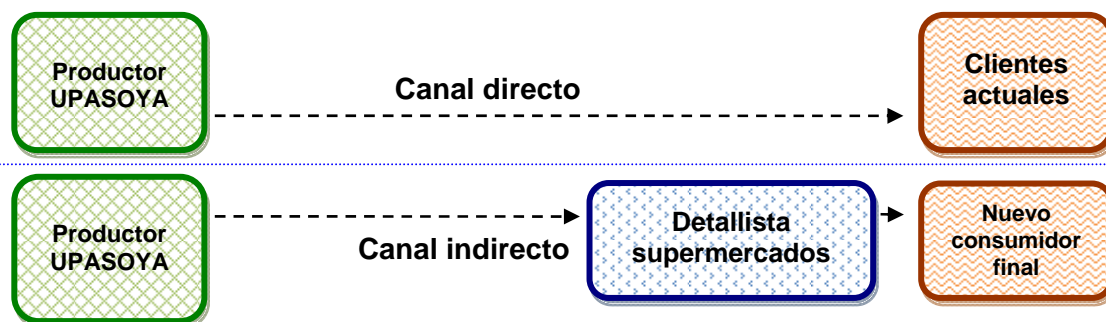 Productor
UPASOYA
Canal directo
Clientes
actuales
Productor
UPASOYA
Canal indirecto
Detallista
supermercados
Nuevo
consumidor
final